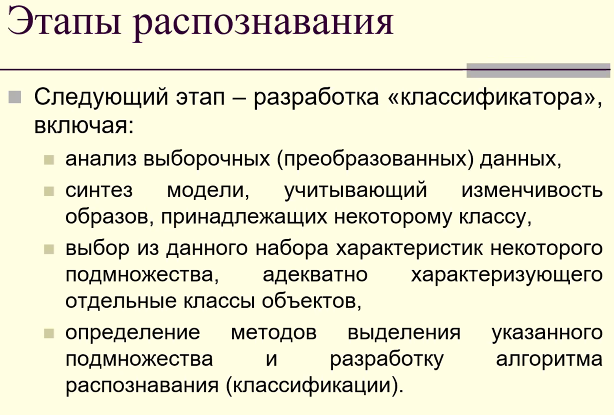 Этапы распознавания
Следующий этап – разработка «классификатора»,
включая:
анализ выборочных (преобразованных) данных,
синтез модели, учитывающий изменчивость
образов, принадлежащих некоторому классу,
выбор из данного набора характеристик некоторого
подмножества, адекватно характеризующего
отдельные классы объектов,
определение методов выделения указанного
подмножества и разработку алгоритма
распознавания (классификации).